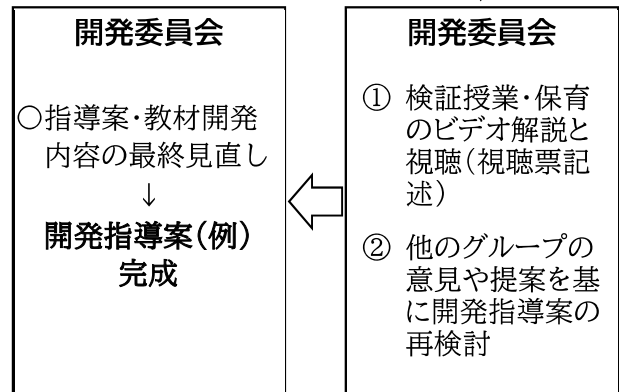 開発委員会
○指導案・教材開発
内容の最終見直し
↓
開発指導案（例）
完成
開発委員会
① 検証授業・保育
のビデオ解説と
視聴（視聴票記
述）
② 他のグループの
意見や提案を基
に開発指導案の
再検討